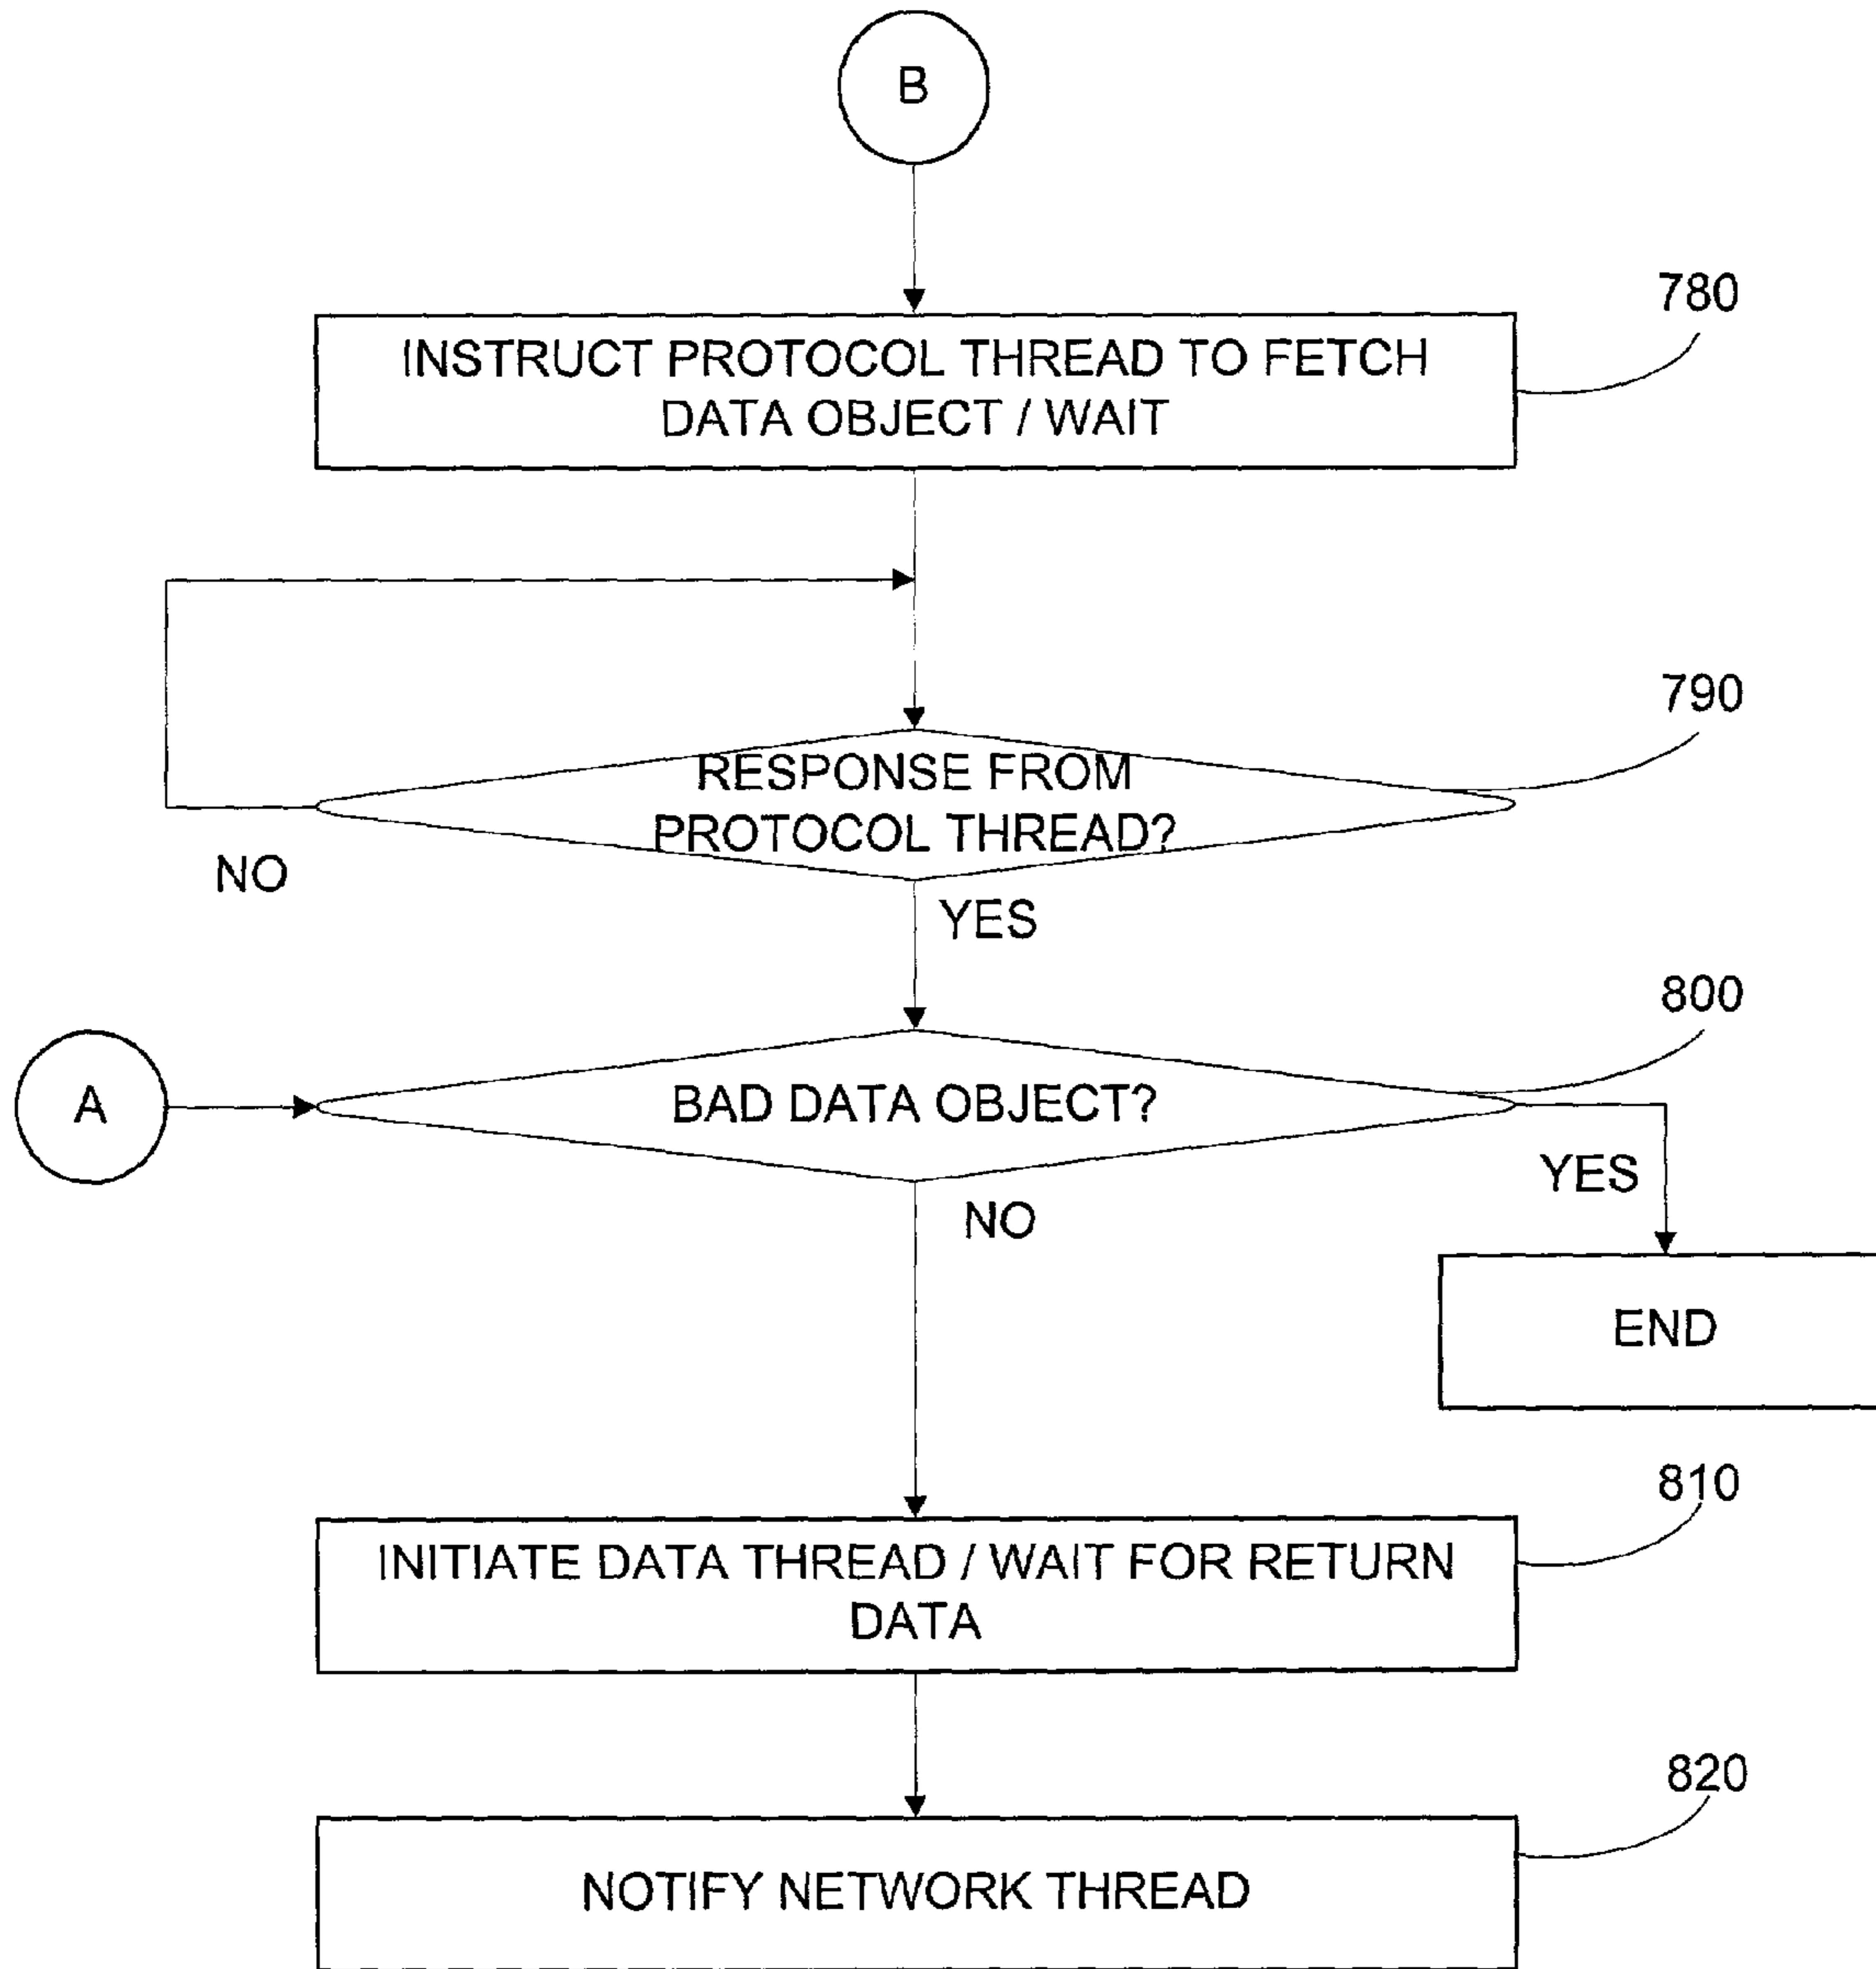 B
780
INSTRUCT PROTOCOL THREAD TO FETCH
DATA OBJECT / WAIT
790
RESPONSE FROM
PROTOCOL THREAD?
NO
YES
800
A
BAD DATA OBJECT?
YES
NO
END
810
INITIATE DATA THREAD / WAIT FOR RETURN
DATA
820
NOTIFY NETWORK THREAD